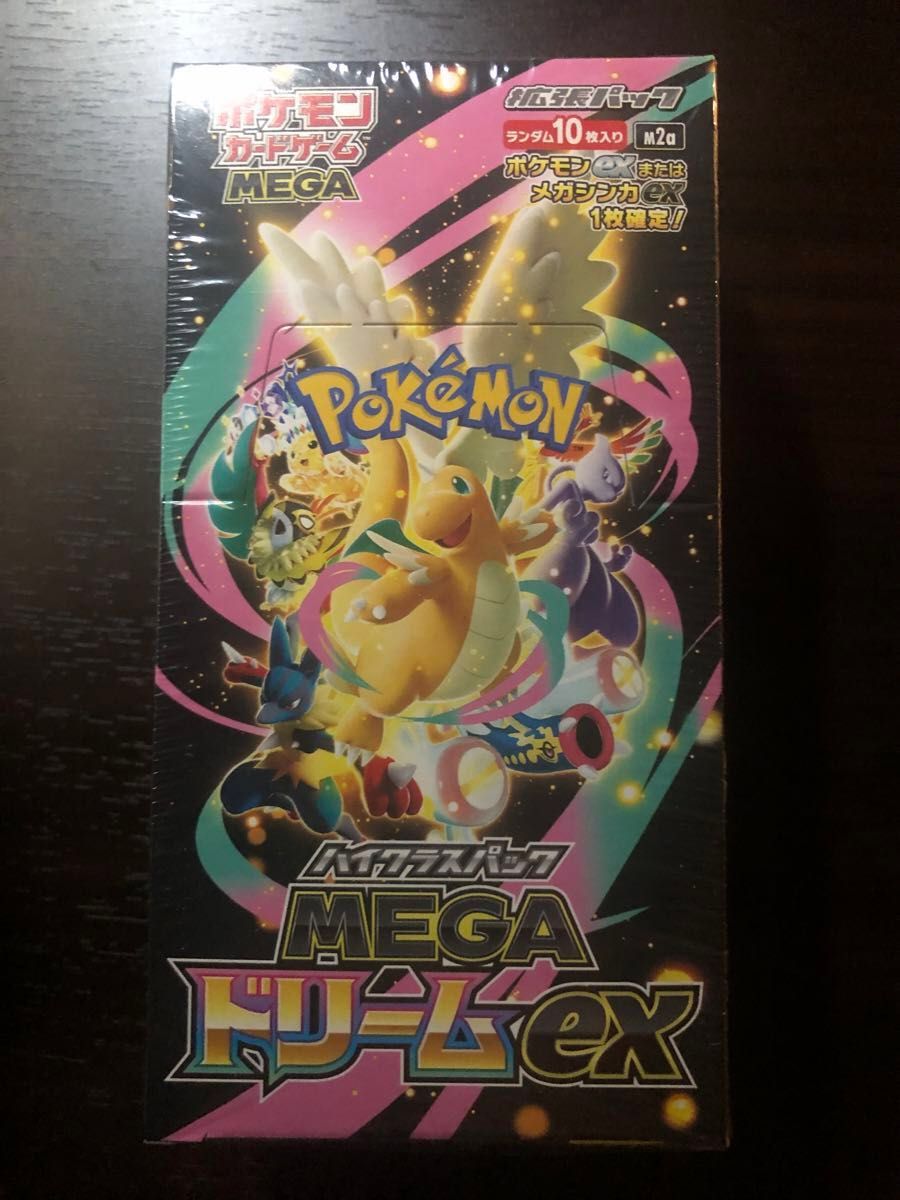 ポケモン
カードゲーム
MEGA
拡張パック
ランダム10枚入り M2a
ポケモンexまたは
メガシンカex
1枚確定!
POKéMON
TM
ハイクラスパック
MEGA
ドリームex